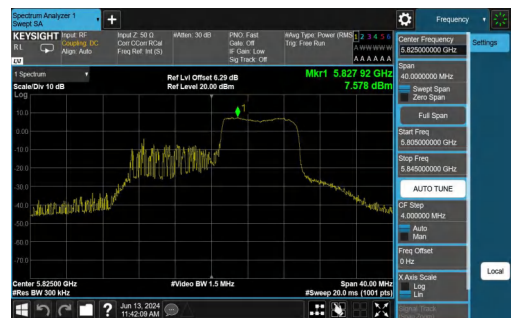 Spectrum Analyzer 1
Swept SA
+
Frequency
KEYSIGHT
RL
LV
Input: RF
Coupling: DC
Align: Auto
Input Z: 50 Ω
Corr CCorr RCal
Freq Ref: Int (S)
#Atten: 30 dB
PNO: Fast
Gate: Off
IF Gain: Low
Sig Track: Off
#Avg Type: Power (RMS
Trig: Free Run
1 2 3 4 5 6
A W W W W W
A A A A A A
1 Spectrum
Scale/Div 10 dB
Log
Ref Lvl Offset 6.29 dB
Ref Level 20.00 dBm
Mkr1 5.827 92 GHz
7.578 dBm
1
10.0
0.00
-10.0
-20.0
-30.0
-40.0
-50.0
-60.0
-70.0
Center 5.82500 GHz
#Res BW 300 kHz
#Video BW 1.5 MHz
Span 40.00 MHz
#Sweep 20.0 ms (1001 pts)
Jun 13, 2024
11:42:09 AM
?
Center Frequency
5.825000000 GHz
Span
40.0000000 MHz
Swept Span
Zero Span
Full Span
Start Freq
5.805000000 GHz
Stop Freq
5.845000000 GHz
AUTO TUNE
CF Step
4.000000 MHz
Auto
Man
Freq Offset
0 Hz
X Axis Scale
Log
Lin
Signal Track
Settings
Local